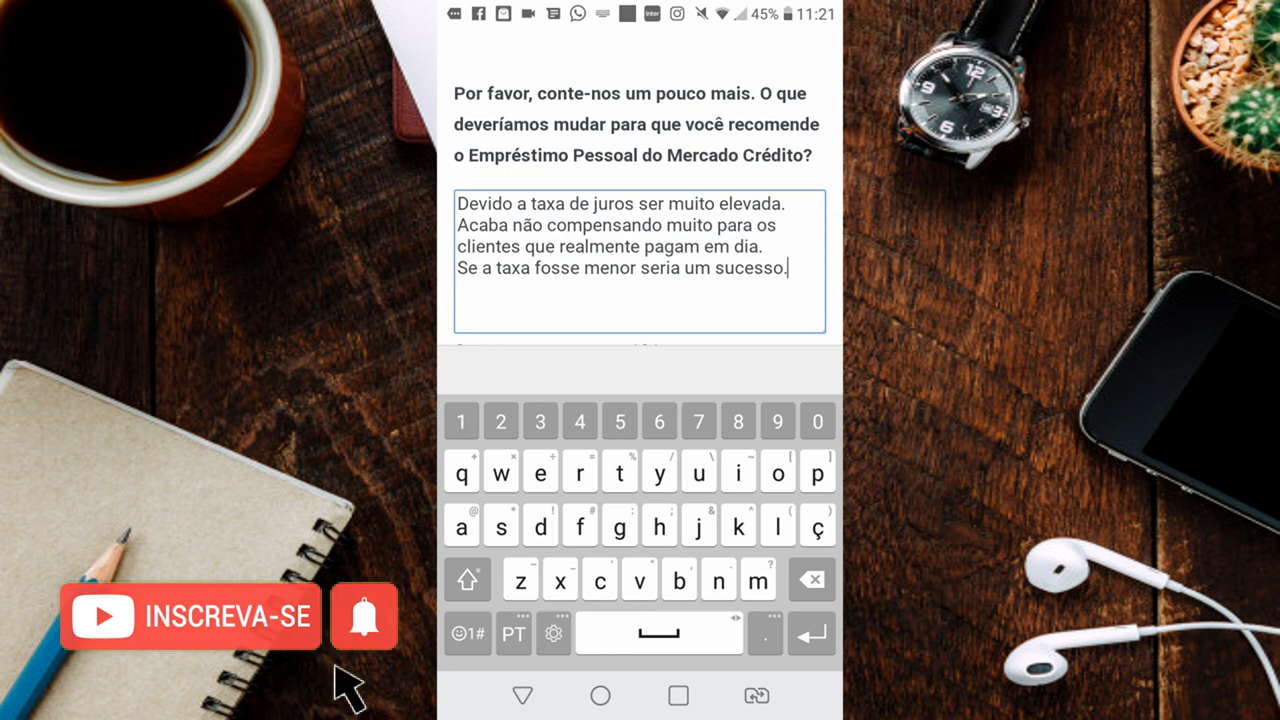 45% 11:21
Por favor, conte-nos um pouco mais. O que
deveríamos mudar para que você recomende
o Empréstimo Pessoal do Mercado Crédito?
Devido a taxa de juros ser muito elevada.
Acaba não compensando muito para os
clientes que realmente pagam em dia.
Se a taxa fosse menor seria um sucesso.
1 2 3 4 5 6 7 8 9 0
q w e r t y u i o p
a s d f g h j k l ç
z x c v b n m
1# PT .
INSCREVA-SE